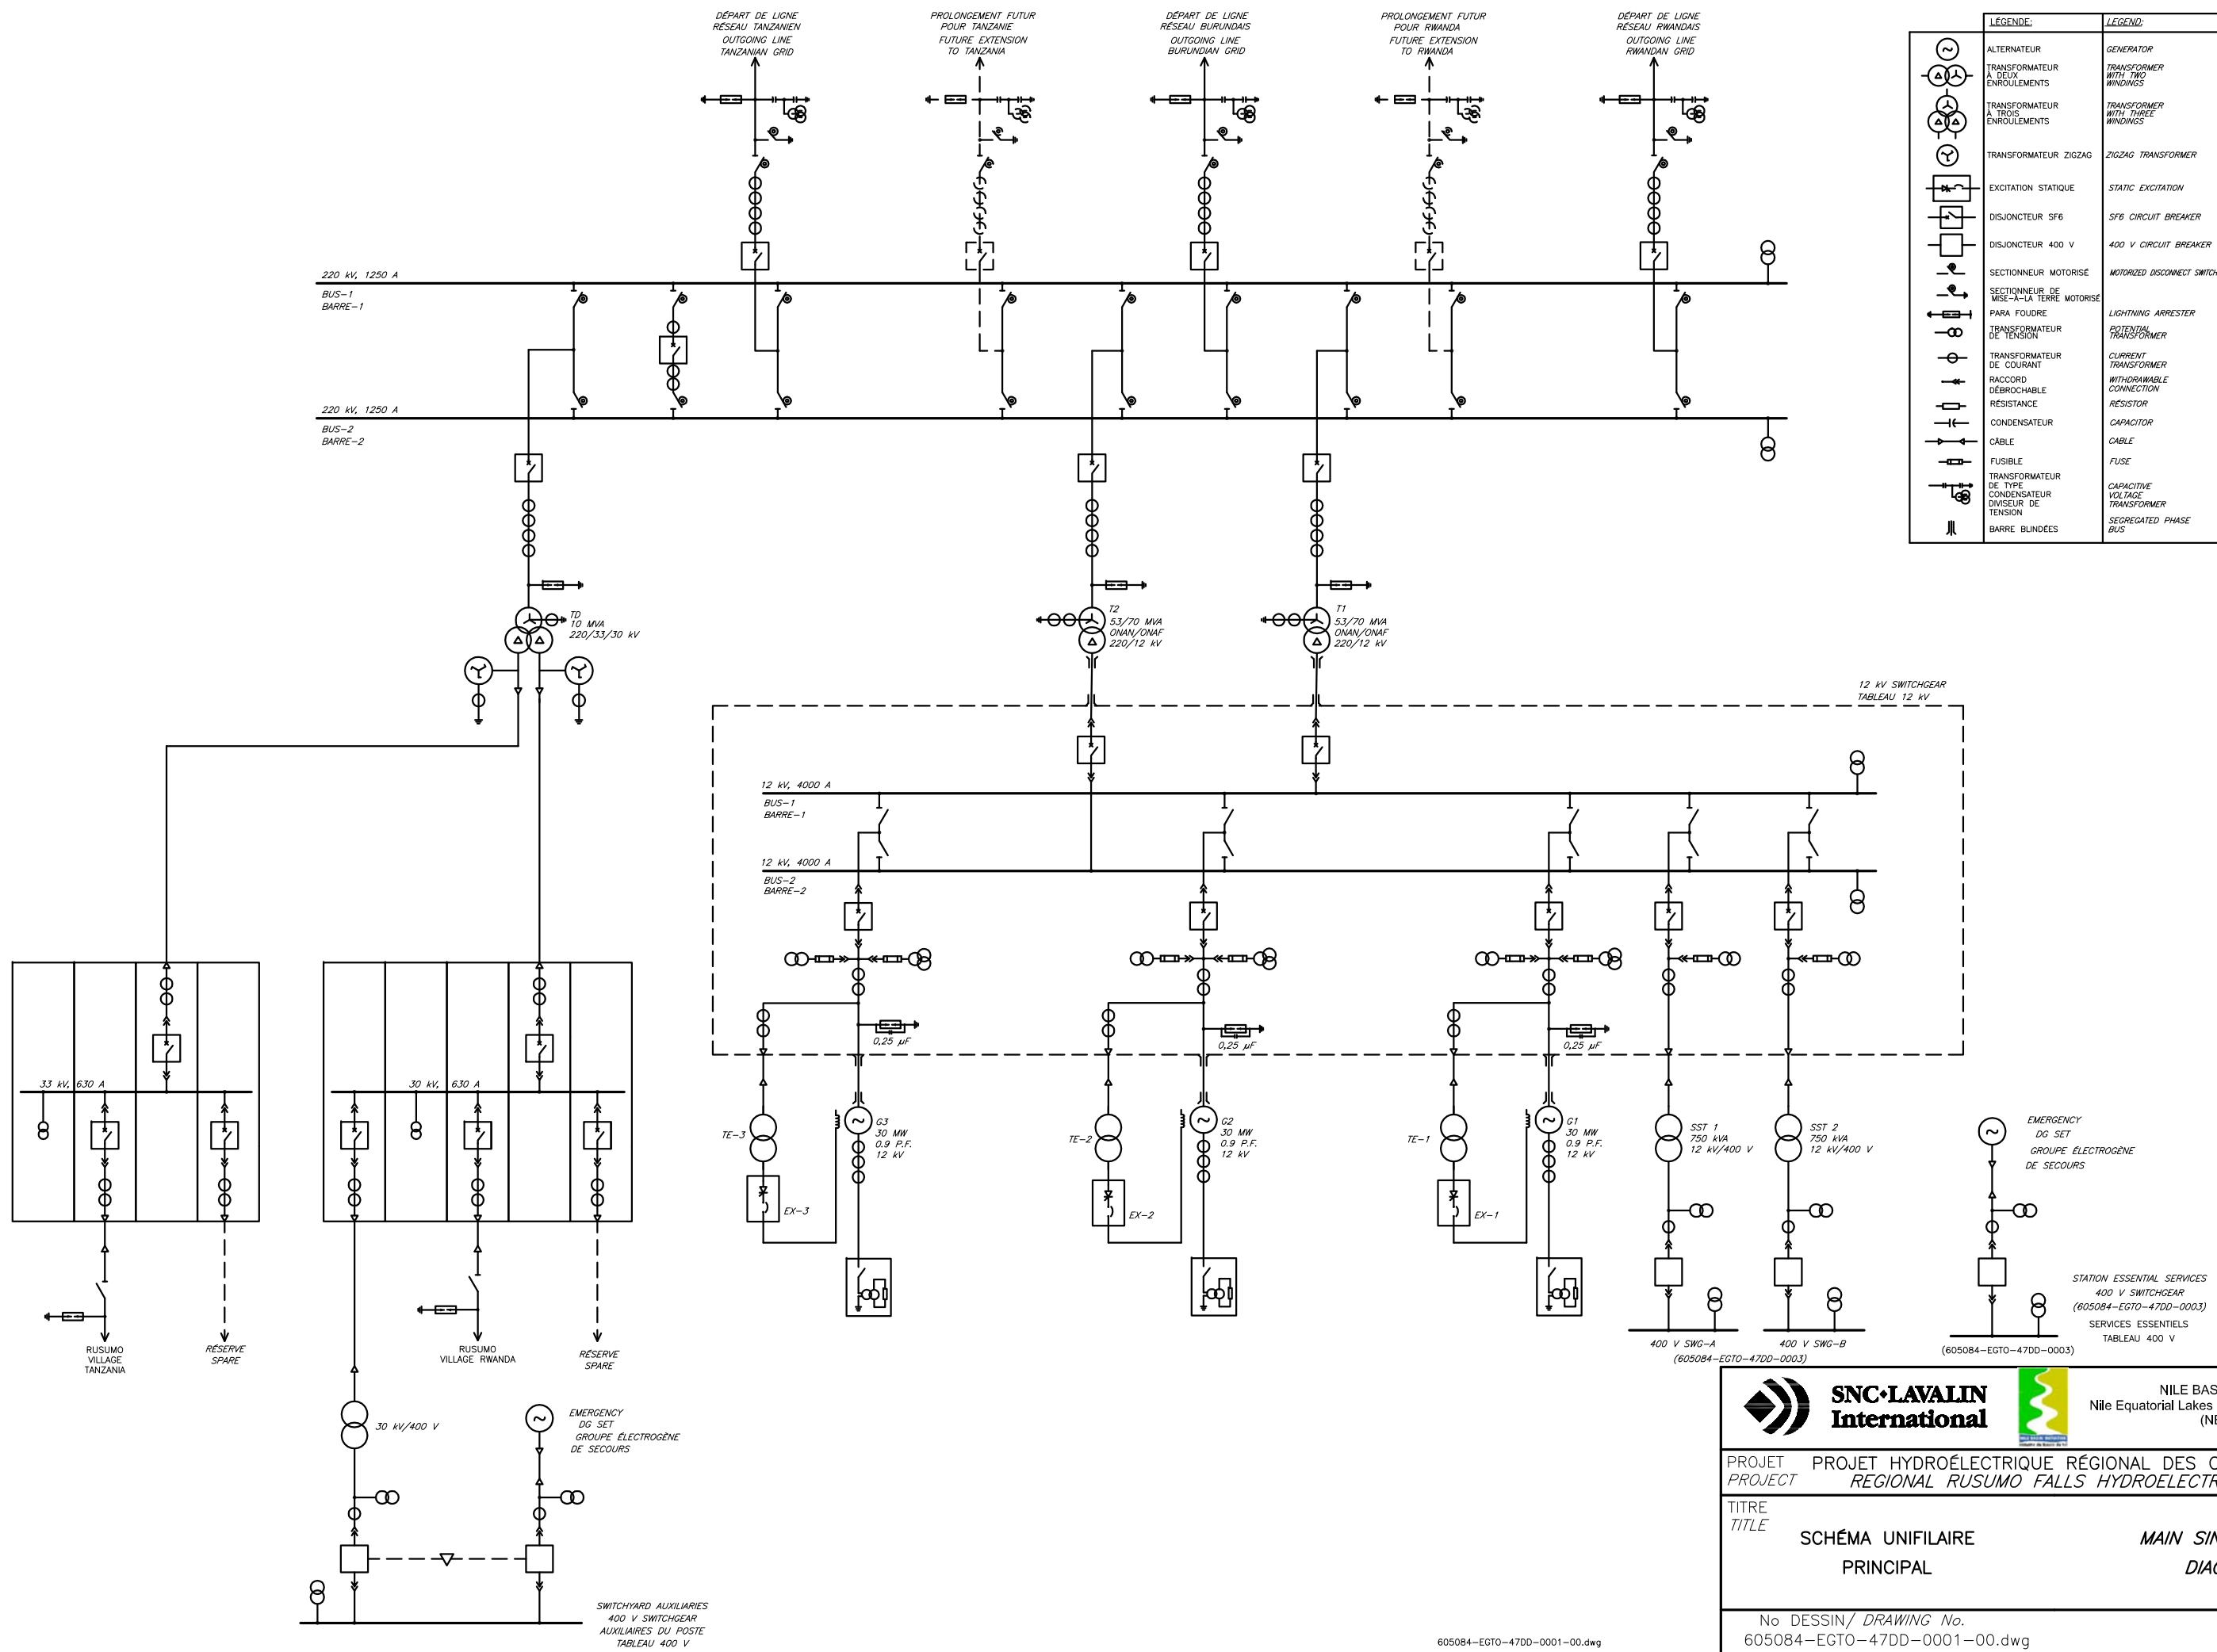 DÉPART DE LIGNE
RÉSEAU TANZANIEN
OUTGOING LINE
TANZANIAN GRID
PROLONGEMENT FUTUR
POUR TANZANIE
FUTURE EXTENSION
TO TANZANIA
DÉPART DE LIGNE
RÉSEAU BURUNDAIS
OUTGOING LINE
BURUNDIAN GRID
PROLONGEMENT FUTUR
POUR RWANDA
FUTURE EXTENSION
TO RWANDA
DÉPART DE LIGNE
RÉSEAU RWANDAIS
OUTGOING LINE
RWANDAN GRID
LÉGENDE:
LEGEND:
ALTERNATEUR
GENERATOR
TRANSFORMATEUR
À DEUX
ENROULEMENTS
TRANSFORMER
WITH TWO
WINDINGS
TRANSFORMATEUR
À TROIS
ENROULEMENTS
TRANSFORMER
WITH THREE
WINDINGS
TRANSFORMATEUR ZIGZAG
ZIGZAG TRANSFORMER
EXCITATION STATIQUE
STATIC EXCITATION
DISJONCTEUR SF6
SF6 CIRCUIT BREAKER
DISJONCTEUR 400 V
400 V CIRCUIT BREAKER
SECTIONNEUR MOTORISÉ
MOTORIZED DISCONNECT SWITCH
SECTIONNEUR DE
MISE-À-LA TERRE MOTORISÉ
PARA FOUDRE
LIGHTNING ARRESTER
TRANSFORMATEUR
DE TENSION
POTENTIAL
TRANSFORMER
TRANSFORMATEUR
DE COURANT
CURRENT
TRANSFORMER
RACCORD
DÉBROCHABLE
WITHDRAWABLE
CONNECTION
RÉSISTANCE
RÉSISTOR
CONDENSATEUR
CAPACITOR
CÂBLE
CABLE
FUSIBLE
FUSE
TRANSFORMATEUR
DE TYPE
CONDENSATEUR
DIVISEUR DE
TENSION
CAPACITIVE
VOLTAGE
TRANSFORMER
BARRE BLINDÉES
SEGREGATED PHASE
BUS
220 kV, 1250 A
BUS-1
BARRE-1
220 kV, 1250 A
BUS-2
BARRE-2
TD
10 MVA
220/33/30 kV
T2
53/70 MVA
ONAN/ONAF
220/12 kV
T1
53/70 MVA
ONAN/ONAF
220/12 kV
12 kV SWITCHGEAR
TABLEAU 12 kV
12 kV, 4000 A
BUS-1
BARRE-1
12 kV, 4000 A
BUS-2
BARRE-2
0,25 µF
0,25 µF
0,25 µF
33 kV, 630 A
30 kV, 630 A
TE-3
G3
30 MW
0.9 P.F.
12 kV
EX-3
TE-2
G2
30 MW
0.9 P.F.
12 kV
EX-2
TE-1
G1
30 MW
0.9 P.F.
12 kV
EX-1
SST 1
750 kVA
12 kV/400 V
SST 2
750 kVA
12 kV/400 V
EMERGENCY
DG SET
GROUPE ÉLECTROGÈNE
DE SECOURS
STATION ESSENTIAL SERVICES
400 V SWITCHGEAR
(605084-EGTO-47DD-0003)
SERVICES ESSENTIELS
TABLEAU 400 V
(605084-EGTO-47DD-0003)
400 V SWG-A
400 V SWG-B
(605084-EGTO-47DD-0003)
RUSUMO
VILLAGE
TANZANIA
RÉSERVE
SPARE
RUSUMO
VILLAGE RWANDA
RÉSERVE
SPARE
30 kV/400 V
EMERGENCY
DG SET
GROUPE ÉLECTROGÈNE
DE SECOURS
SWITCHYARD AUXILIARIES
400 V SWITCHGEAR
AUXILIAIRES DU POSTE
TABLEAU 400 V
605084-EGTO-47DD-0001-00.dwg
SNC•LAVALIN
International
NILE BAS
Nile Equatorial Lakes
(NE
PROJET
PROJECT
PROJET HYDROÉLECTRIQUE RÉGIONAL DES C
REGIONAL RUSUMO FALLS HYDROELECTR
TITRE
TITLE
SCHÉMA UNIFILAIRE
PRINCIPAL
MAIN SIN
DIAG
No DESSIN/ DRAWING No.
605084-EGTO-47DD-0001-00.dwg